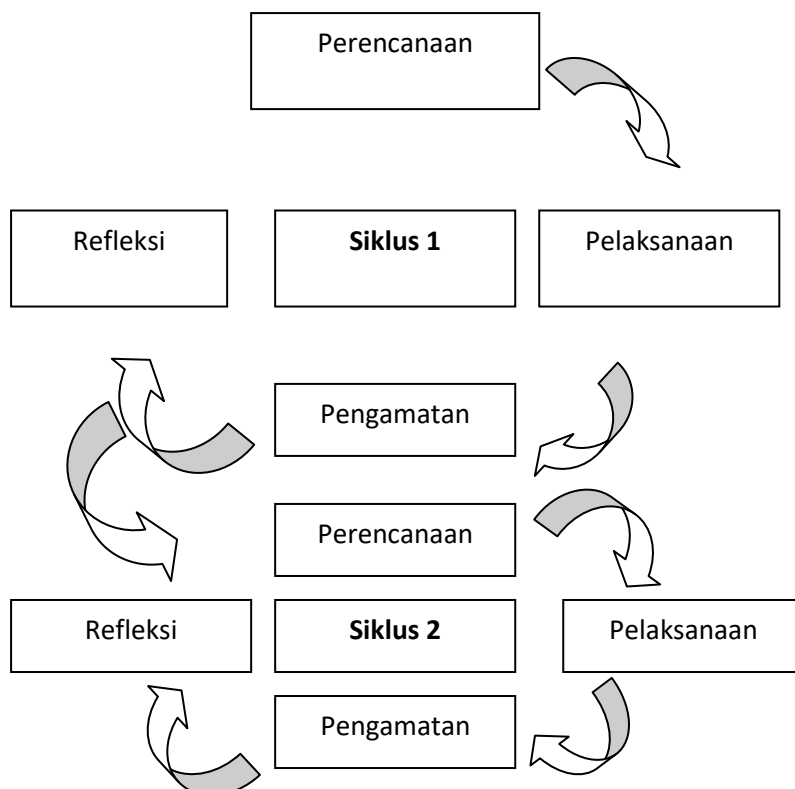 Perencanaan
Refleksi
Siklus 1
Pelaksanaan
Pengamatan
Perencanaan
Refleksi
Siklus 2
Pelaksanaan
Pengamatan